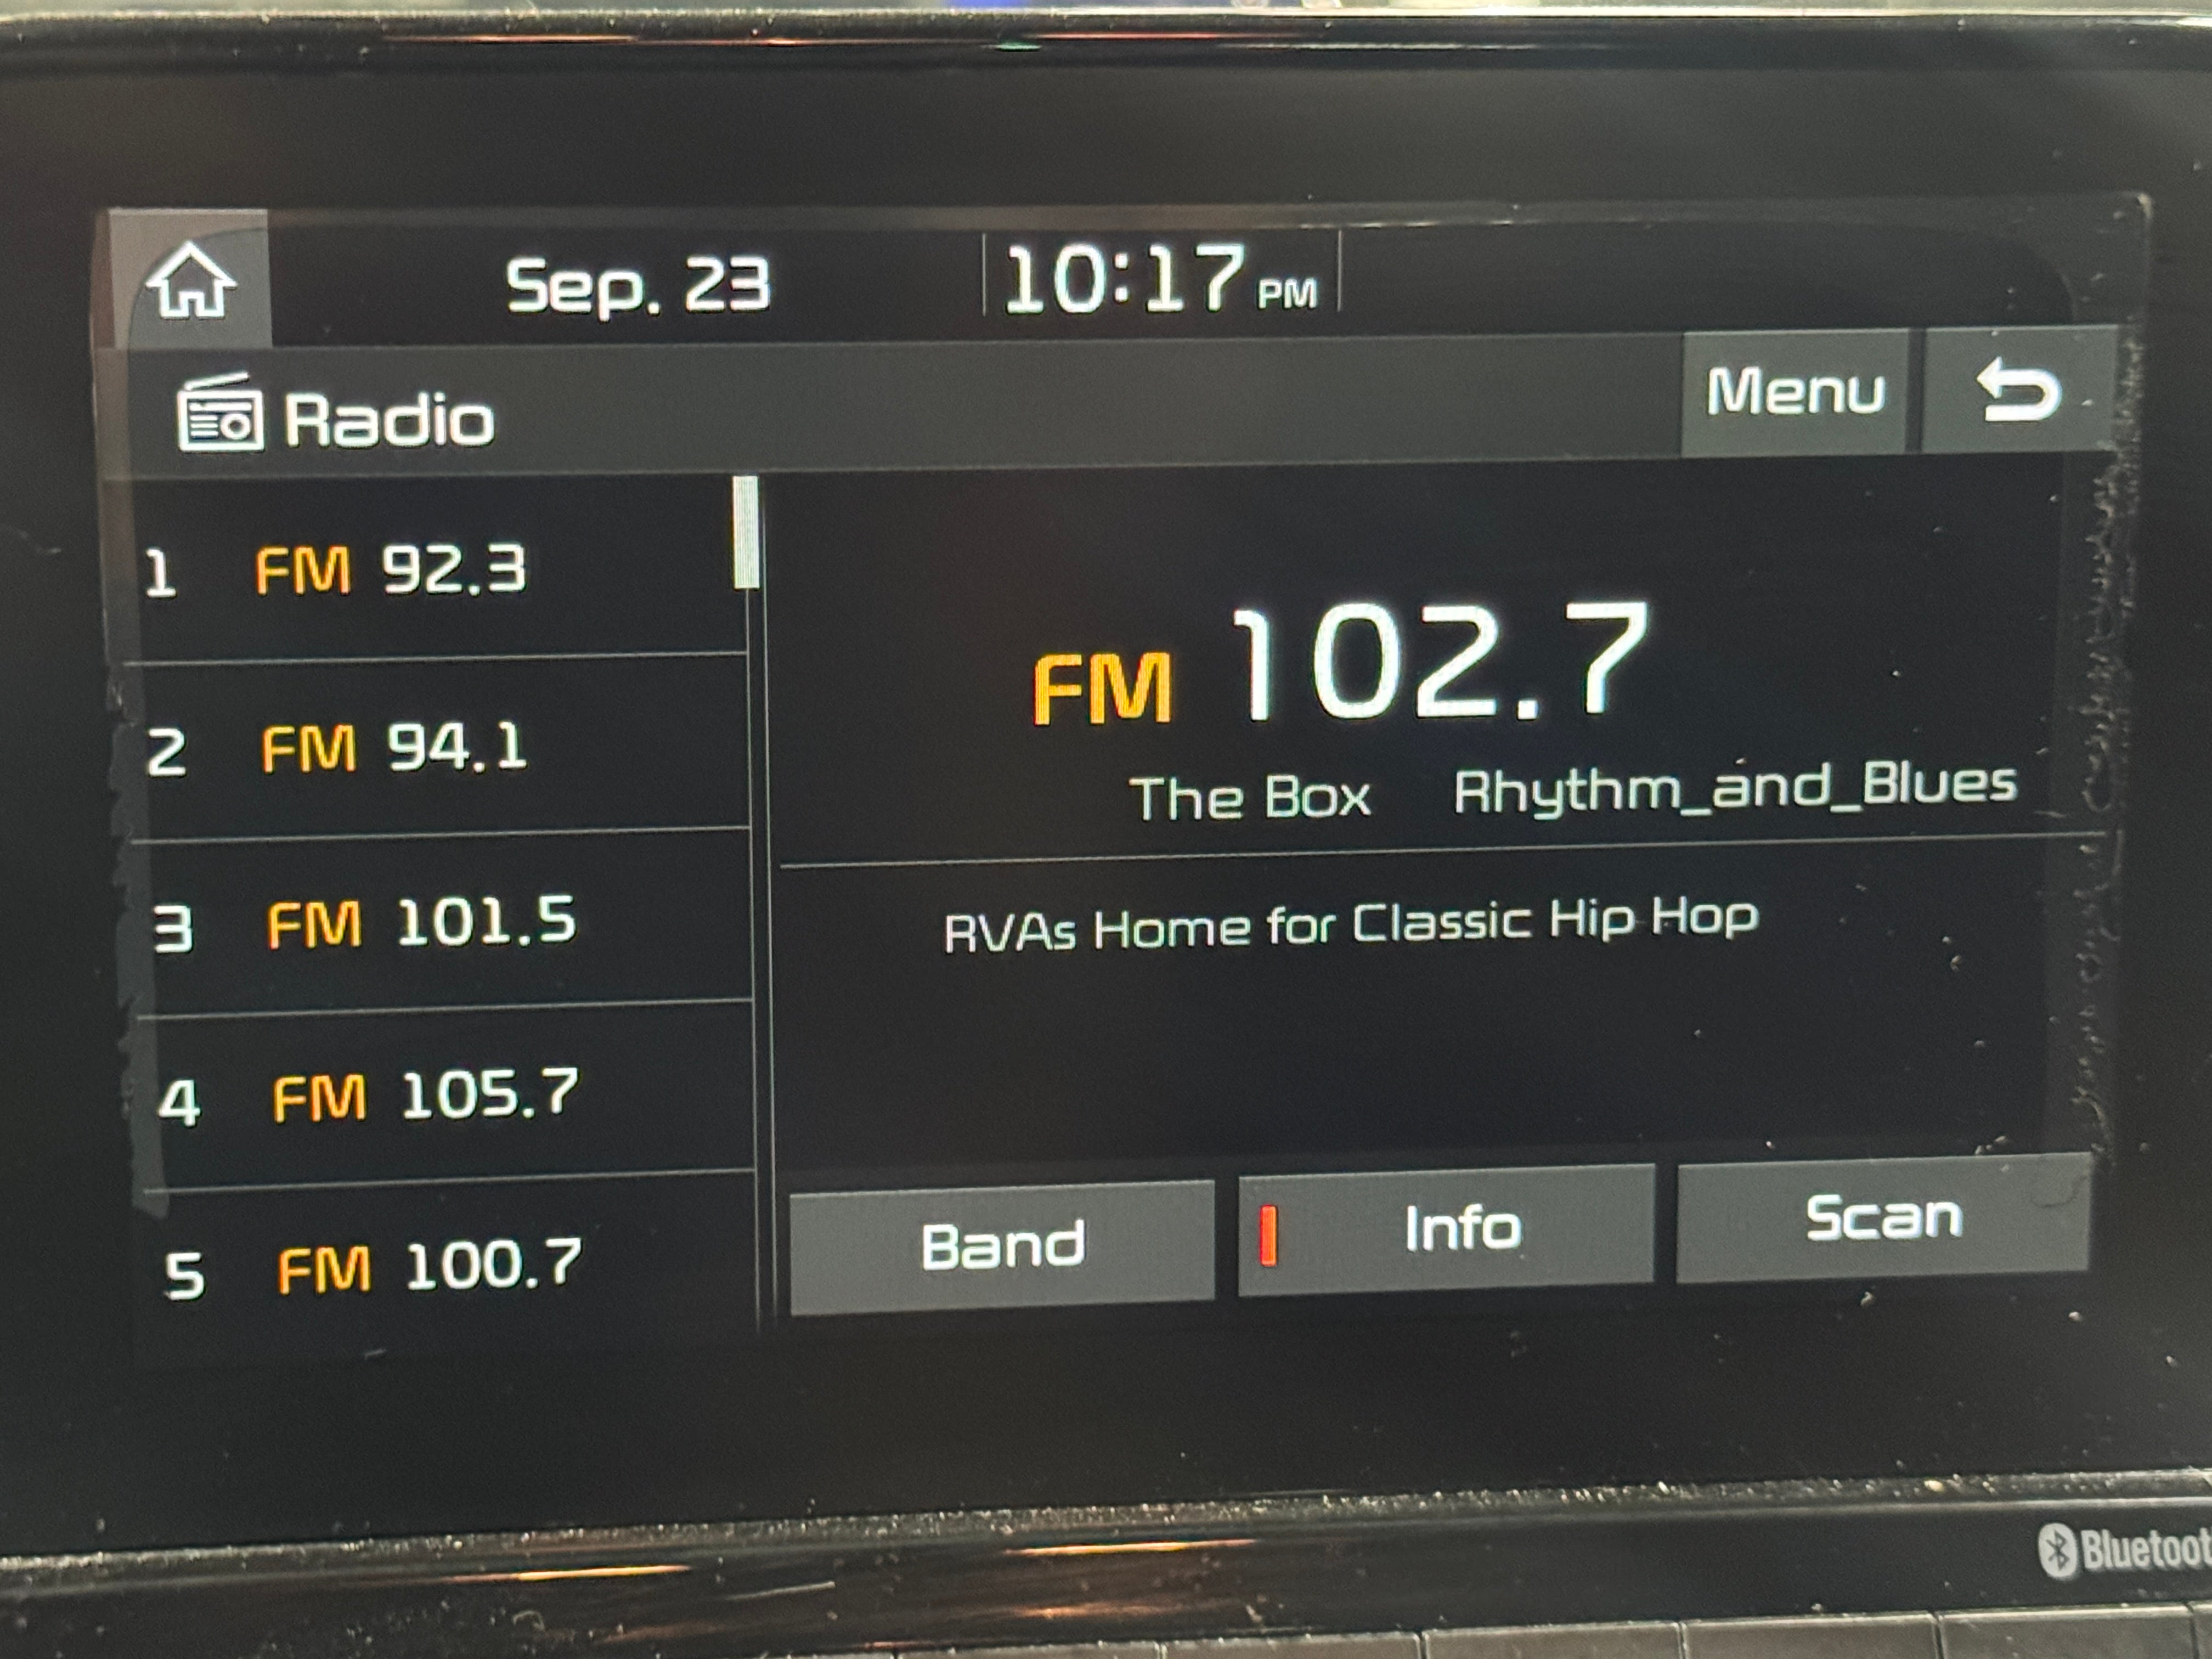 Sep. 23 10:17 PM
Radio Menu
1 FM 92.3
2 FM 94.1
3 FM 101.5
4 FM 105.7
5 FM 100.7
FM 102.7
The Box Rhythm_and_Blues
RVAs Home for Classic Hip Hop
Band Info Scan